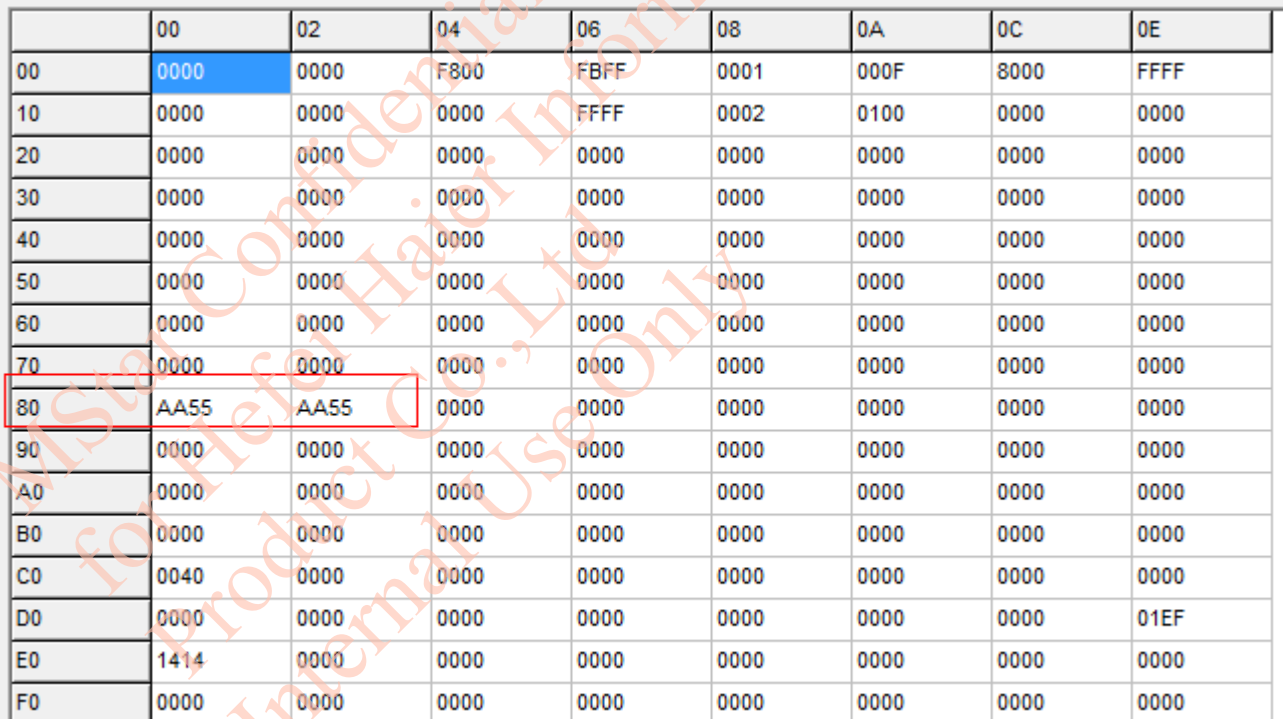 00 02 04 06 08 0A 0C 0E
00 0000 0000 F800 FBFF 0001 000F 8000 FFFF
10 0000 0000 0000 FFFF 0002 0100 0000 0000
20 0000 0000 0000 0000 0000 0000 0000 0000
30 0000 0000 0000 0000 0000 0000 0000 0000
40 0000 0000 0000 0000 0000 0000 0000 0000
50 0000 0000 0000 0000 0000 0000 0000 0000
60 0000 0000 0000 0000 0000 0000 0000 0000
70 0000 0000 0000 0000 0000 0000 0000 0000
80 AA55 AA55 0000 0000 0000 0000 0000 0000
90 0000 0000 0000 0000 0000 0000 0000 0000
A0 0000 0000 0000 0000 0000 0000 0000 0000
B0 0000 0000 0000 0000 0000 0000 0000 0000
C0 0040 0000 0000 0000 0000 0000 0000 0000
D0 0000 0000 0000 0000 0000 0000 0000 01EF
E0 1414 0000 0000 0000 0000 0000 0000 0000
F0 0000 0000 0000 0000 0000 0000 0000 0000
MStar Confidential
for Hefei Haier Inform
Product Co.,Ltd
Internal Use Only